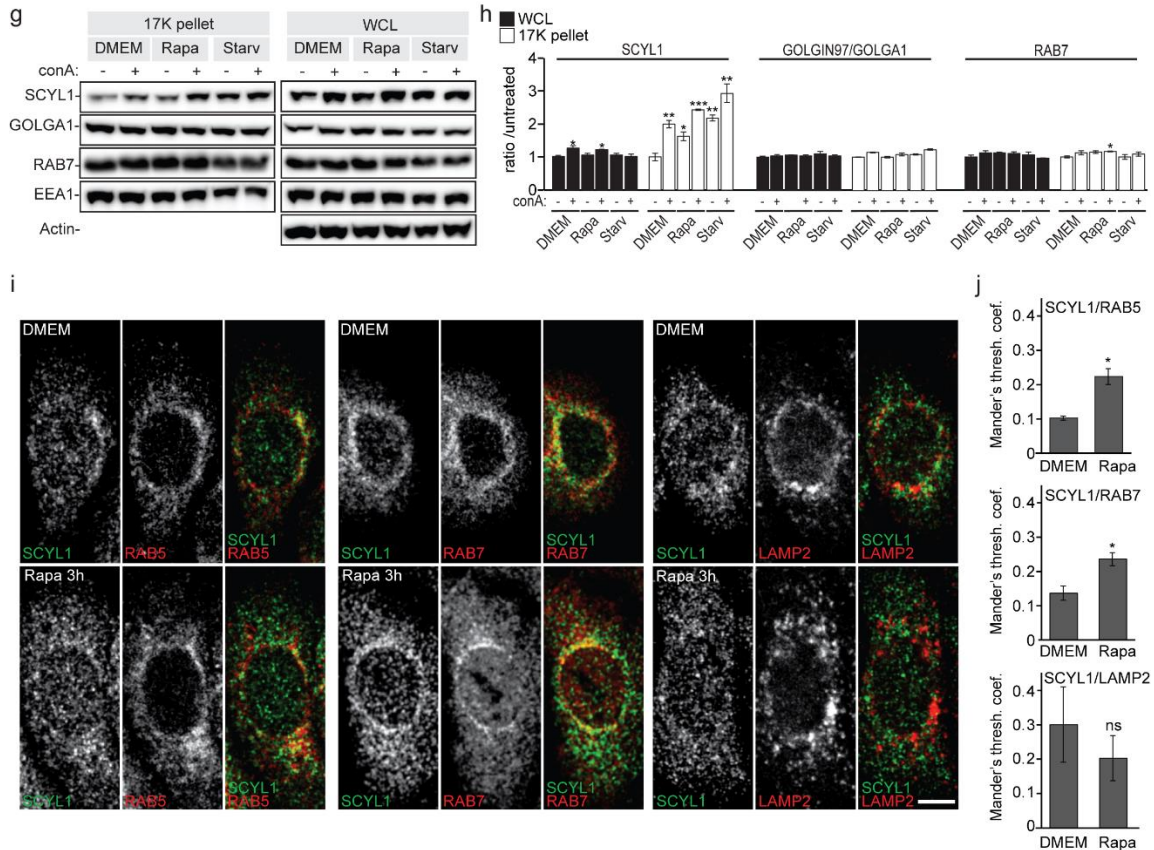 g
17K pellet WCL
DMEM Rapa Starv DMEM Rapa Starv
conA: - + - + - + - + - + - +
SCYL1-
GOLGA1-
RAB7-
EEA1-
Actin-
h
WCL
17K pellet
SCYL1 GOLGIN97/GOLGA1 RAB7
ratio /untreated
4
3
2
1
0
* * ** * *** ** ** *
conA: - + - + - + - + - + - + - + - + - + - + - + - + - + - + - + - + - + - +
DMEM Rapa Starv DMEM Rapa Starv DMEM Rapa Starv DMEM Rapa Starv DMEM Rapa Starv DMEM Rapa Starv
i
DMEM DMEM DMEM
SCYL1 RAB5 SCYL1 RAB5
SCYL1 RAB7 SCYL1 RAB7
SCYL1 LAMP2 SCYL1 LAMP2
Rapa 3h Rapa 3h Rapa 3h
SCYL1 RAB5 SCYL1 RAB5
SCYL1 RAB7 SCYL1 RAB7
SCYL1 LAMP2 SCYL1 LAMP2
j
SCYL1/RAB5
Mander's thresh. coef.
0.4
0.3
0.2
0.1
0
*
DMEM Rapa
SCYL1/RAB7
Mander's thresh. coef.
0.4
0.3
0.2
0.1
0
*
DMEM Rapa
SCYL1/LAMP2
Mander's thresh. coef.
0.4
0.3
0.2
0.1
0
ns
DMEM Rapa